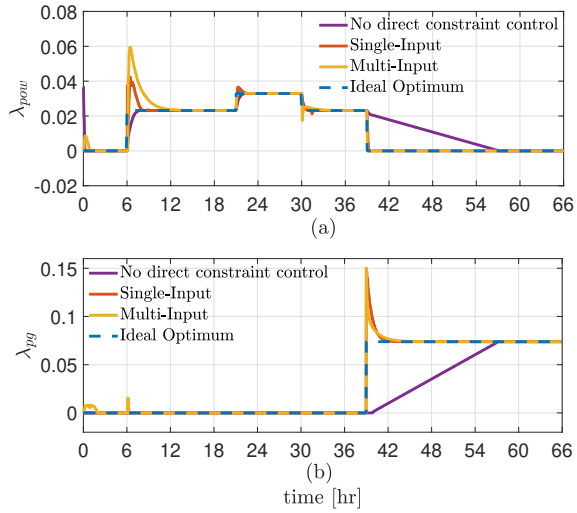 0.08
0.06
0.04
0.02
0
-0.02
λpow
No direct constraint control
Single-Input
Multi-Input
Ideal Optimum
0 6 12 18 24 30 36 42 48 54 60 66
(a)
0.15
0.1
0.05
0
λpg
No direct constraint control
Single-Input
Multi-Input
Ideal Optimum
0 6 12 18 24 30 36 42 48 54 60 66
(b)
time [hr]